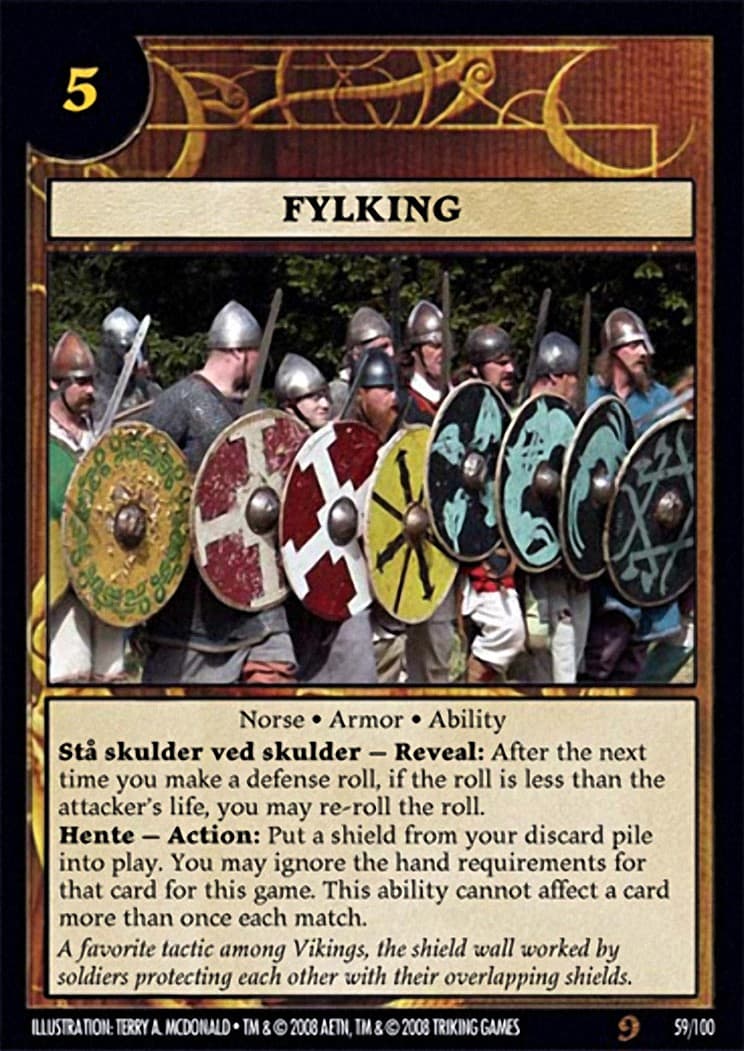 5
FYLKING
Norse • Armor • Ability
Stå skulder ved skulder – Reveal: After the next
time you make a defense roll, if the roll is less than the
attacker's life, you may re-roll the roll.
Hente – Action: Put a shield from your discard pile
into play. You may ignore the hand requirements for
that card for this game. This ability cannot affect a card
more than once each match.
A favorite tactic among Vikings, the shield wall worked by
soldiers protecting each other with their overlapping shields.
ILLUSTRATION: TERRY A. MCDONALD • TM & © 2008 AETN, TM & © 2008 TRIKING GAMES
59/100